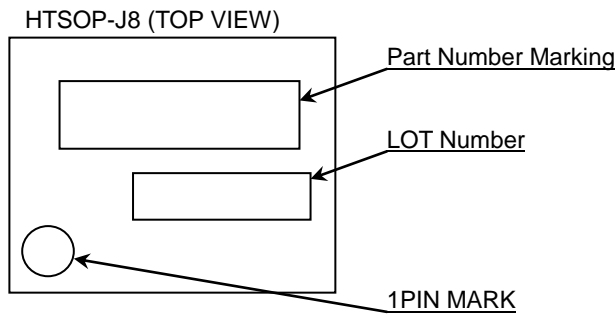 HTSOP-J8 (TOP VIEW)
Part Number Marking
LOT Number
1PIN MARK